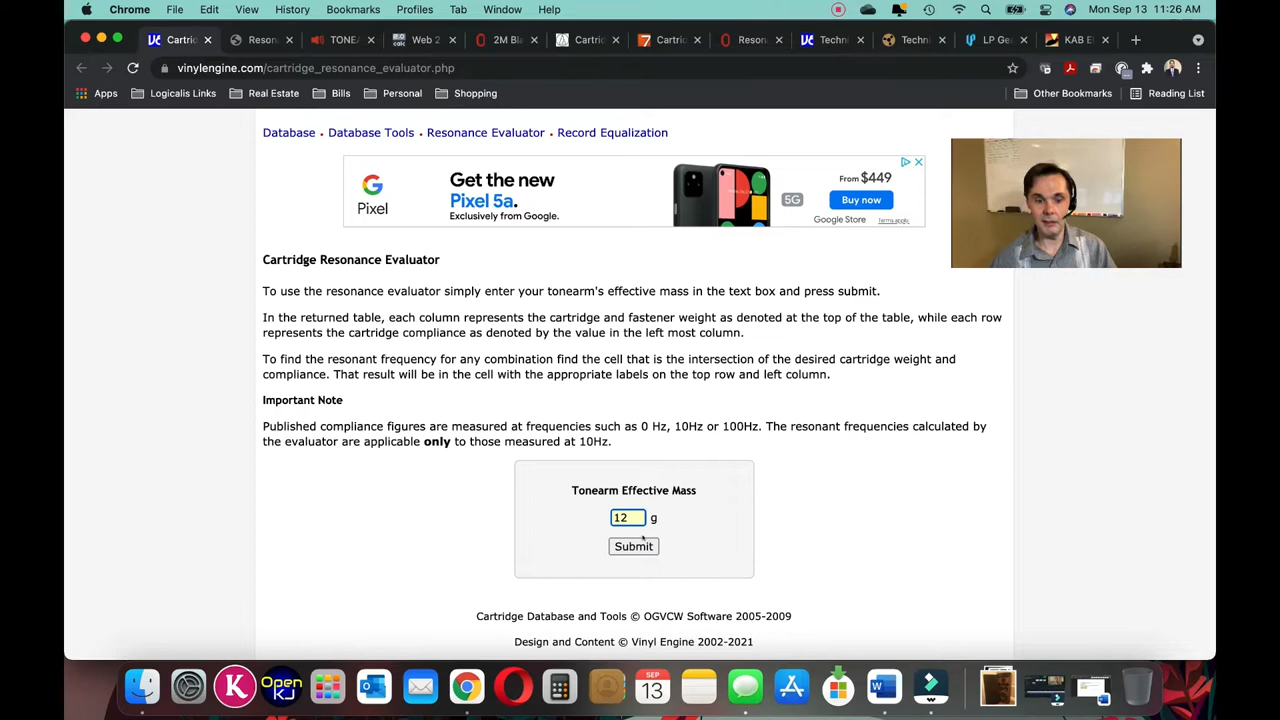 Chrome File Edit View History Bookmarks Profiles Tab Window Help Mon Sep 13 11:26 AM
Cartri Reson TONEA Web 2 2M Bla Cartrid Cartrid Reson Techni Techni LP Ge KAB E
vinylengine.com/cartridge_resonance_evaluator.php
Apps Logicalis Links Real Estate Bills Personal Shopping Other Bookmarks Reading List
Database • Database Tools • Resonance Evaluator • Record Equalization
Google Pixel
Get the new
Pixel 5a.
Exclusively from Google.
5G
From $449
Buy now
Google Store Terms apply.
Cartridge Resonance Evaluator
To use the resonance evaluator simply enter your tonearm's effective mass in the text box and press submit.
In the returned table, each column represents the cartridge and fastener weight as denoted at the top of the table, while each row
represents the cartridge compliance as denoted by the value in the left most column.
To find the resonant frequency for any combination find the cell that is the intersection of the desired cartridge weight and
compliance. That result will be in the cell with the appropriate labels on the top row and left column.
Important Note
Published compliance figures are measured at frequencies such as 0 Hz, 10Hz or 100Hz. The resonant frequencies calculated by
the evaluator are applicable only to those measured at 10Hz.
Tonearm Effective Mass
12 g
Submit
Cartridge Database and Tools © OGVCW Software 2005-2009
Design and Content © Vinyl Engine 2002-2021
K
Open
KJ
SEP
13
W